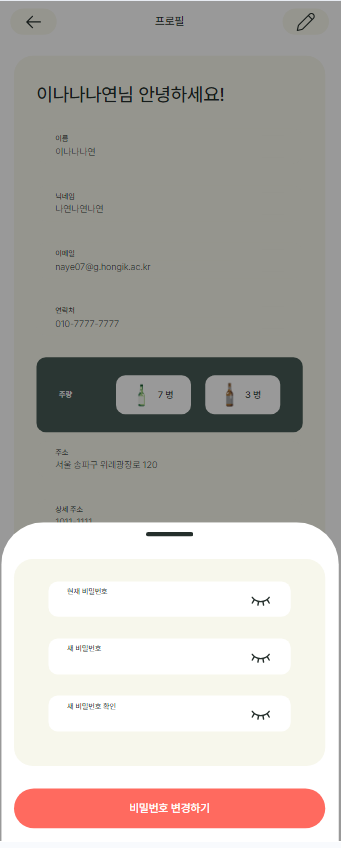 프로필
이나나나연님 안녕하세요!
이름
이나나나연
닉네임
나연나연나연
이메일
naye07@g.hongik.ac.kr
연락처
010-7777-7777
주량 7 병 3 병
주소
서울 송파구 위례광장로 120
상세 주소
1011-1111
현재 비밀번호
새 비밀번호
새 비밀번호 확인
비밀번호 변경하기